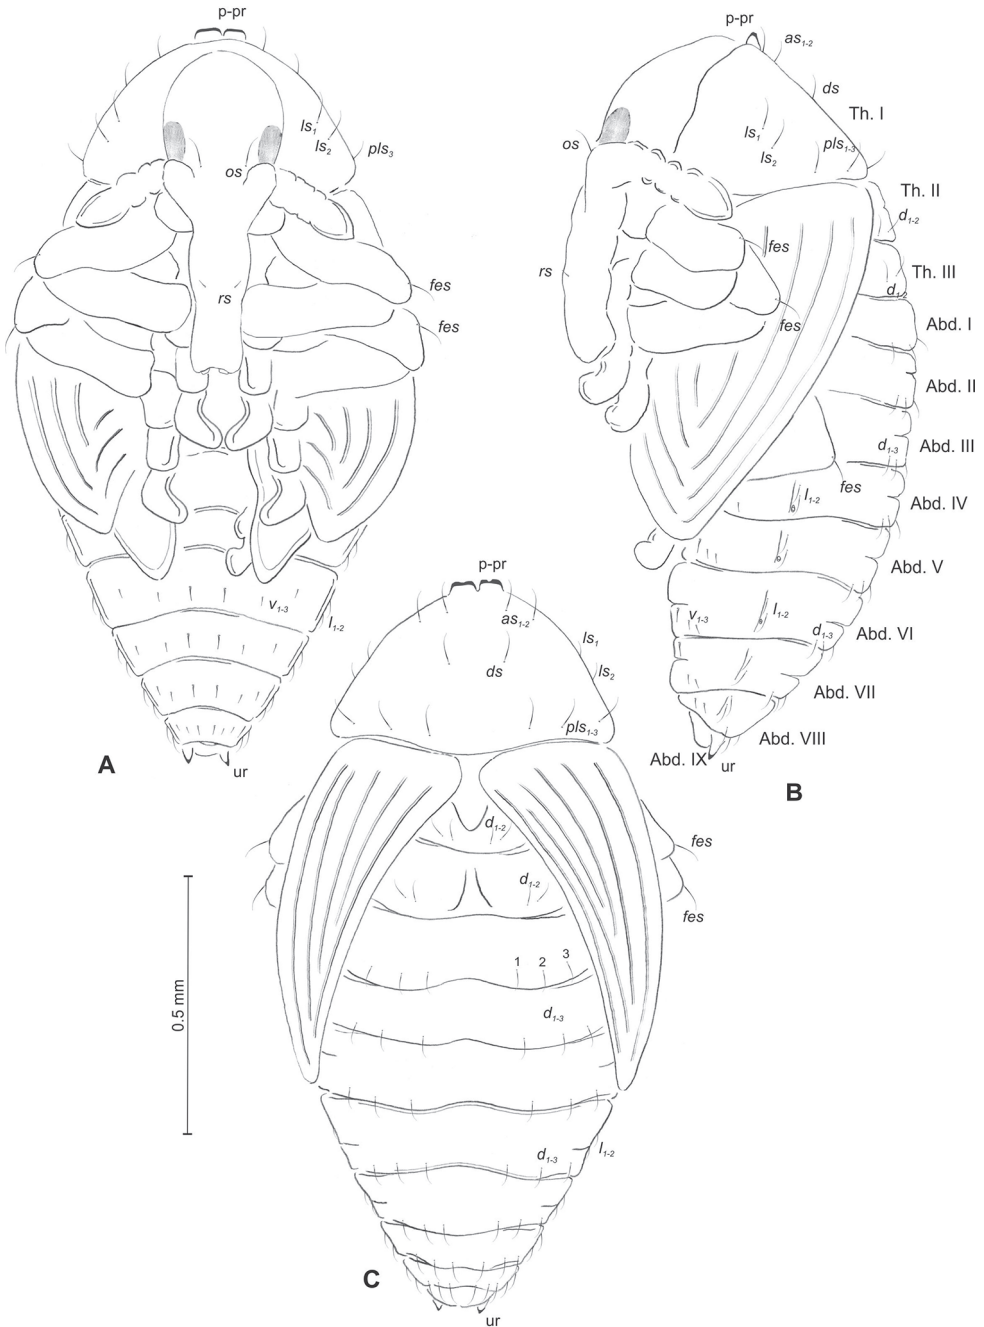 p-pr
ls1
ls2
pls3
os
rs
fes
fes
v1-3
l1-2
A
ur
p-pr
as1-2
ds
Th. I
ls1
ls2
pls1-3
os
Th. II
d1-2
fes
rs
Th. III
d1-2
fes
Abd. I
Abd. II
d1-3
Abd. III
fes
l1-2
Abd. IV
Abd. V
v1-3
l1-2
d1-3
Abd. VI
Abd. VII
Abd. VIII
Abd. IX
ur
B
p-pr
as1-2
ls1
ds
ls2
pls1-3
d1-2
fes
d1-2
fes
1 2 3
d1-3
0.5 mm
d1-3
l1-2
C
ur